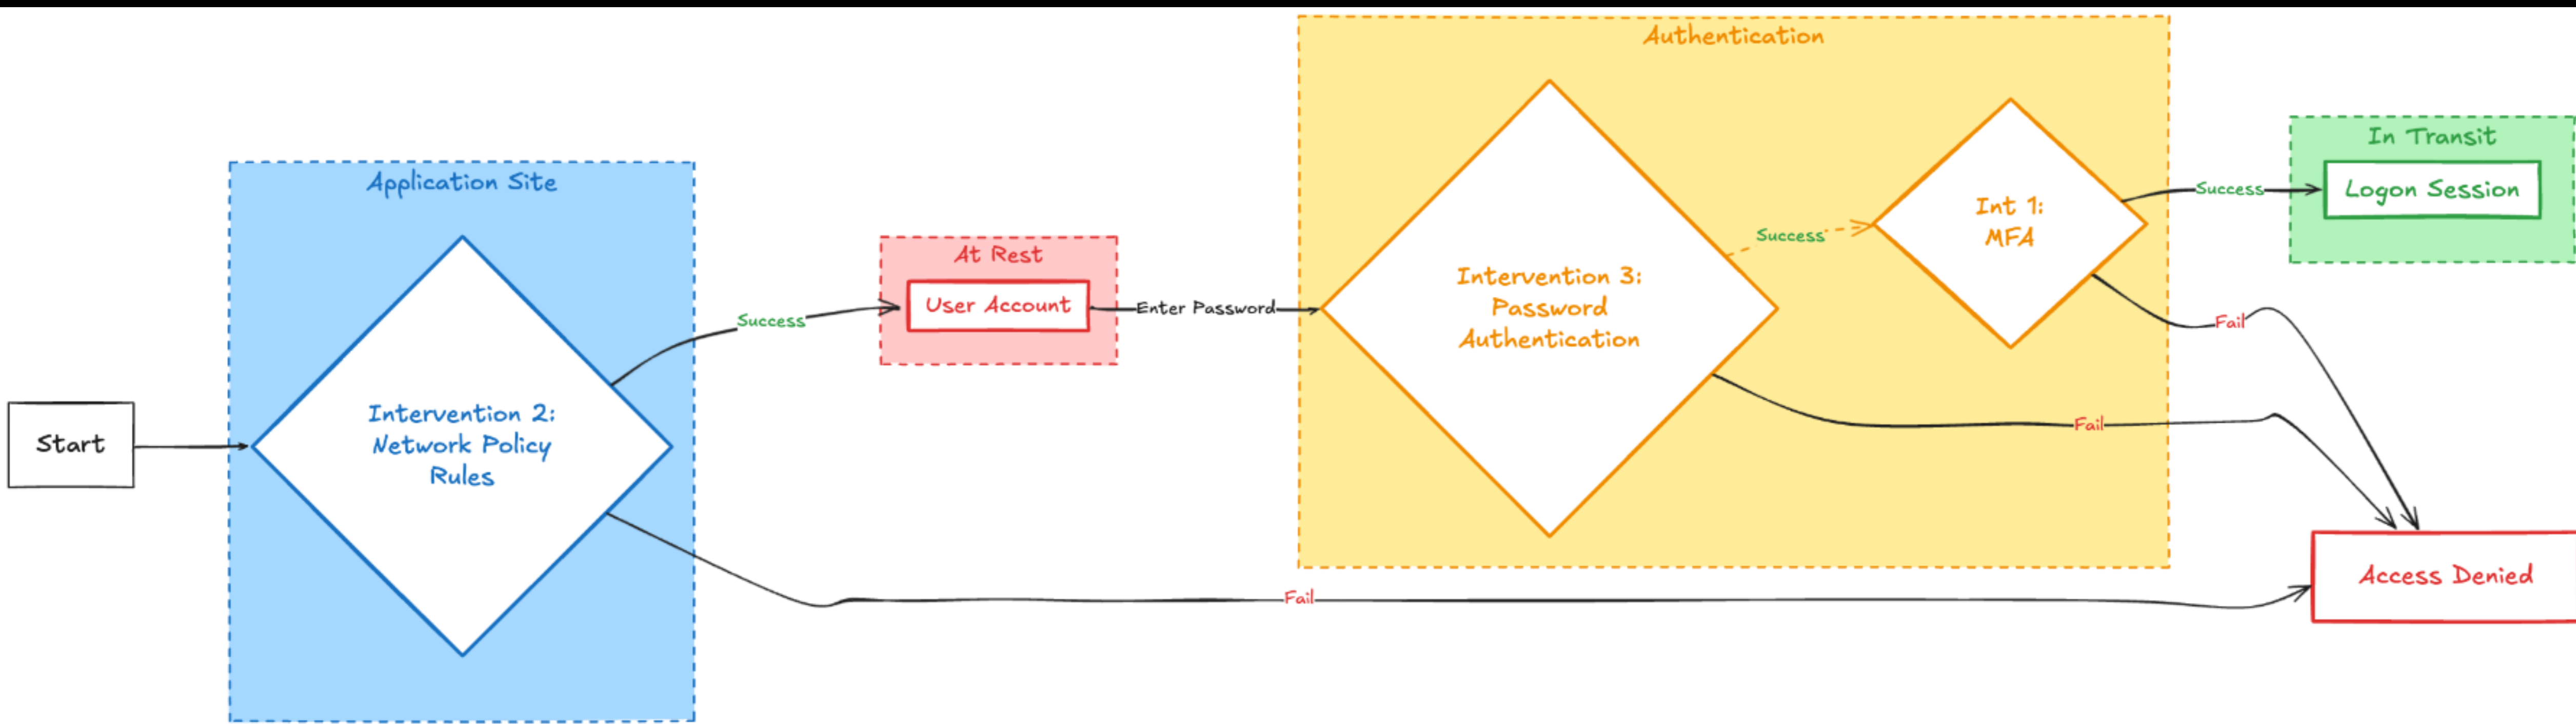 Start
Application Site
Intervention 2:
Network Policy
Rules
Success
At Rest
User Account
Enter Password
Authentication
Intervention 3:
Password
Authentication
Success
Int 1:
MFA
Success
In Transit
Logon Session
Fail
Fail
Fail
Access Denied